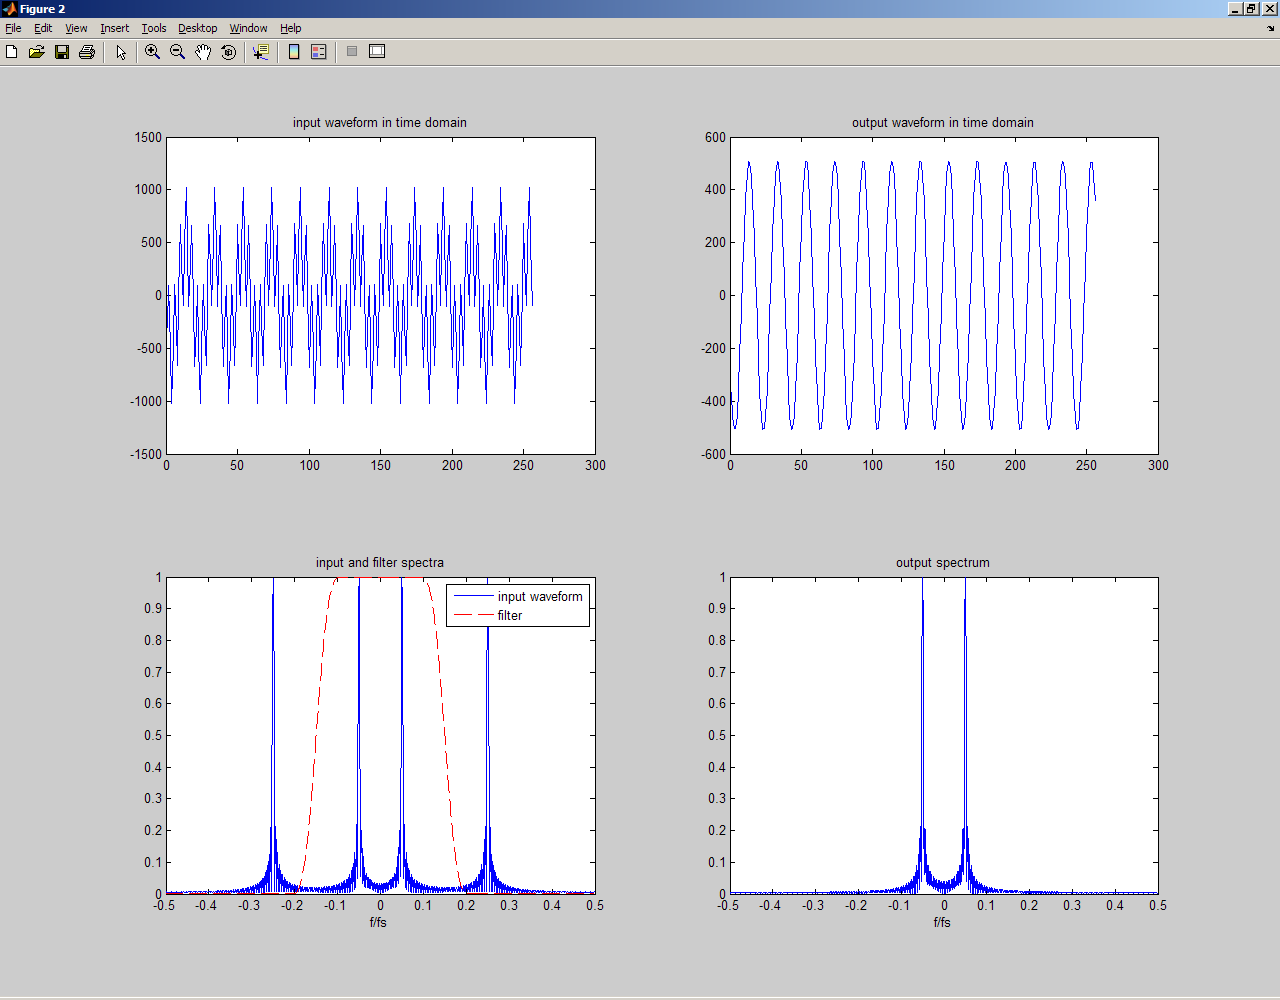 Figure 2
File Edit View Insert Tools Desktop Window Help
input waveform in time domain
1500
1000
500
0
-500
-1000
-1500
0 50 100 150 200 250 300
output waveform in time domain
600
400
200
0
-200
-400
-600
0 50 100 150 200 250 300
input and filter spectra
1
0.9
0.8
0.7
0.6
0.5
0.4
0.3
0.2
0.1
0
-0.5 -0.4 -0.3 -0.2 -0.1 0 0.1 0.2 0.3 0.4 0.5
f/fs
input waveform
filter
output spectrum
1
0.9
0.8
0.7
0.6
0.5
0.4
0.3
0.2
0.1
0
-0.5 -0.4 -0.3 -0.2 -0.1 0 0.1 0.2 0.3 0.4 0.5
f/fs